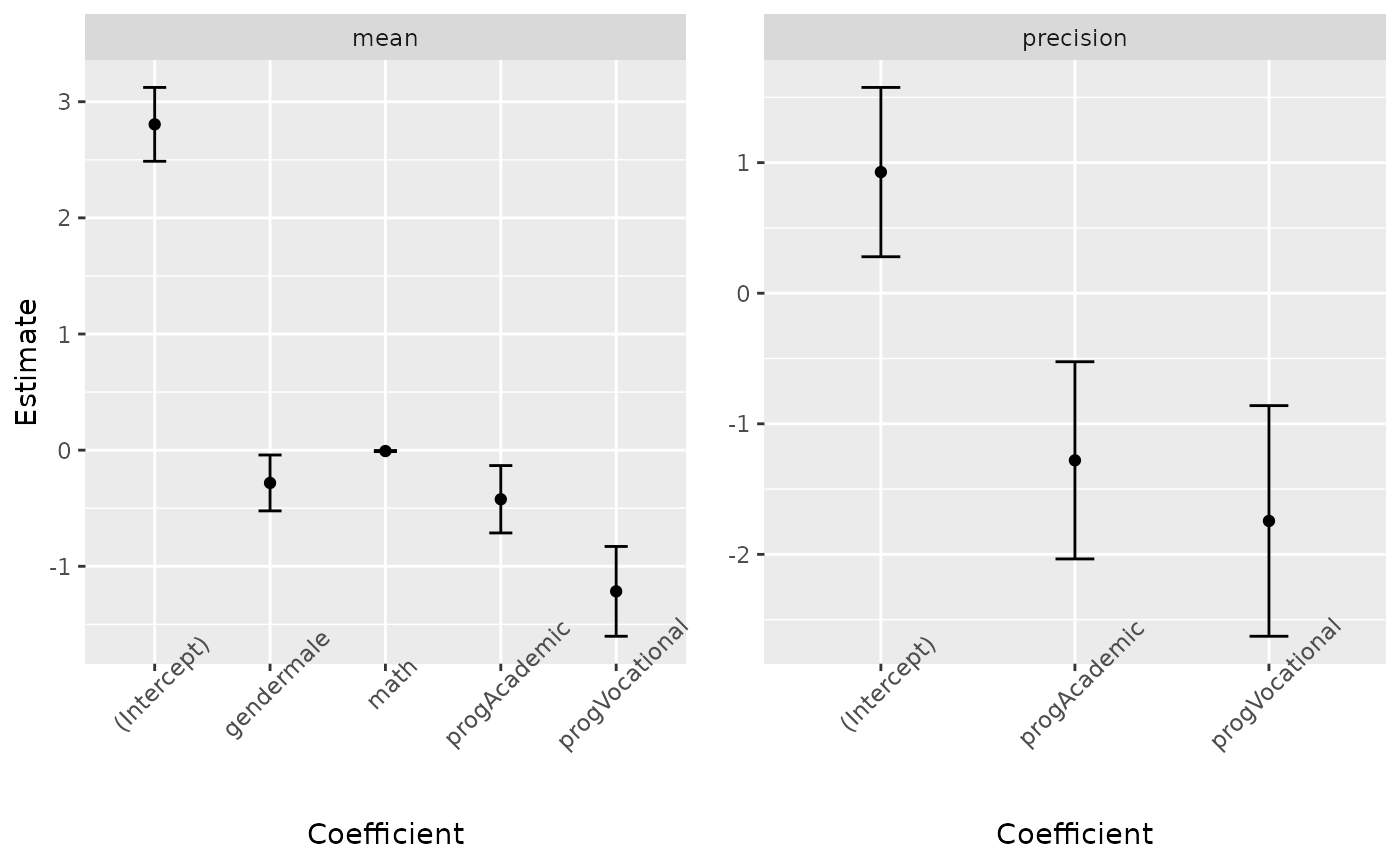 mean
3
2
1
0
-1
Estimate
(Intercept)
gendermale
math
progAcademic
progVocational
Coefficient
precision
1
0
-1
-2
(Intercept)
progAcademic
progVocational
Coefficient